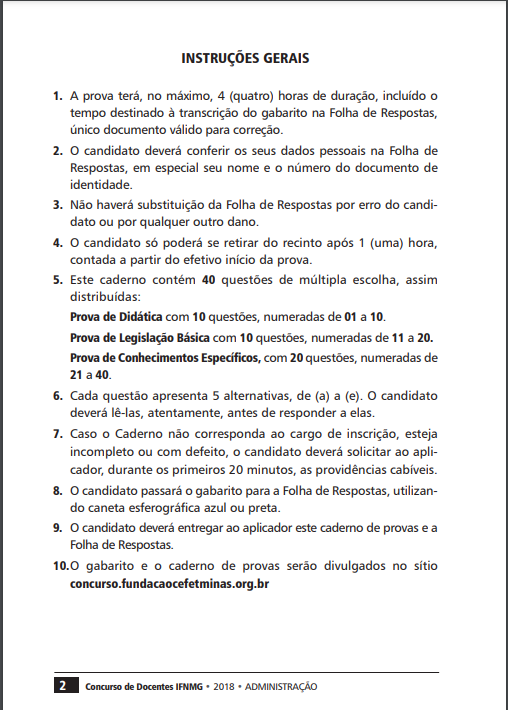 INSTRUÇÕES GERAIS
1. A prova terá, no máximo, 4 (quatro) horas de duração, incluído o
tempo destinado à transcrição do gabarito na Folha de Respostas,
único documento válido para correção.
2. O candidato deverá conferir os seus dados pessoais na Folha de
Respostas, em especial seu nome e o número do documento de
identidade.
3. Não haverá substituição da Folha de Respostas por erro do candi-
dato ou por qualquer outro dano.
4. O candidato só poderá se retirar do recinto após 1 (uma) hora,
contada a partir do efetivo início da prova.
5. Este caderno contém 40 questões de múltipla escolha, assim
distribuídas:
Prova de Didática com 10 questões, numeradas de 01 a 10.
Prova de Legislação Básica com 10 questões, numeradas de 11 a 20.
Prova de Conhecimentos Específicos, com 20 questões, numeradas de
21 a 40.
6. Cada questão apresenta 5 alternativas, de (a) a (e). O candidato
deverá lê-las, atentamente, antes de responder a elas.
7. Caso o Caderno não corresponda ao cargo de inscrição, esteja
incompleto ou com defeito, o candidato deverá solicitar ao apli-
cador, durante os primeiros 20 minutos, as providências cabíveis.
8. O candidato passará o gabarito para a Folha de Respostas, utilizan-
do caneta esferográfica azul ou preta.
9. O candidato deverá entregar ao aplicador este caderno de provas e a
Folha de Respostas.
10.O gabarito e o caderno de provas serão divulgados no sítio
concurso.fundacaocefetminas.org.br
2 Concurso de Docentes IFNMG • 2018 • ADMINISTRAÇÃO